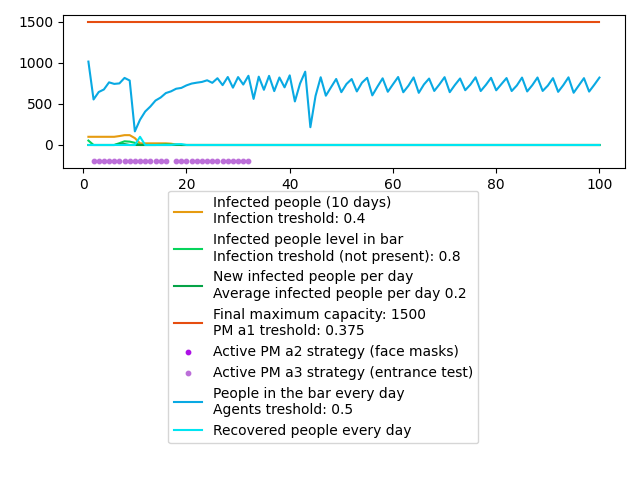 1500
1000
500
0
0 20 40 60 80 100
Infected people (10 days)
Infection treshold: 0.4
Infected people level in bar
Infection treshold (not present): 0.8
New infected people per day
Average infected people per day 0.2
Final maximum capacity: 1500
PM a1 treshold: 0.375
Active PM a2 strategy (face masks)
Active PM a3 strategy (entrance test)
People in the bar every day
Agents treshold: 0.5
Recovered people every day